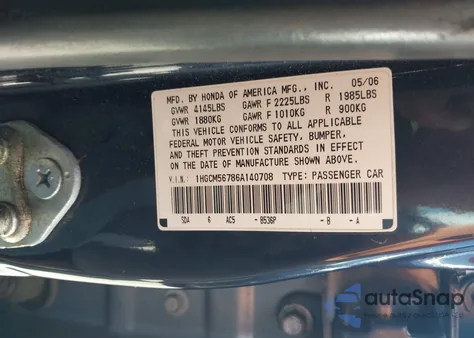 MFD. BY HONDA OF AMERICA MFG., INC. 05/06
GVWR 4145LBS GAWR F 2225LBS R 1985LBS
GVWR 1880KG GAWR F 1010KG R 900KG
THIS VEHICLE CONFORMS TO ALL APPLICABLE
FEDERAL MOTOR VEHICLE SAFETY, BUMPER,
AND THEFT PREVENTION STANDARDS IN EFFECT
ON THE DATE OF MANUFACTURE SHOWN ABOVE.
V.I.N.: 1HGCM56786A140708 TYPE: PASSENGER CAR
SDA 6 AC5 - B536P - B - A
autoSnap